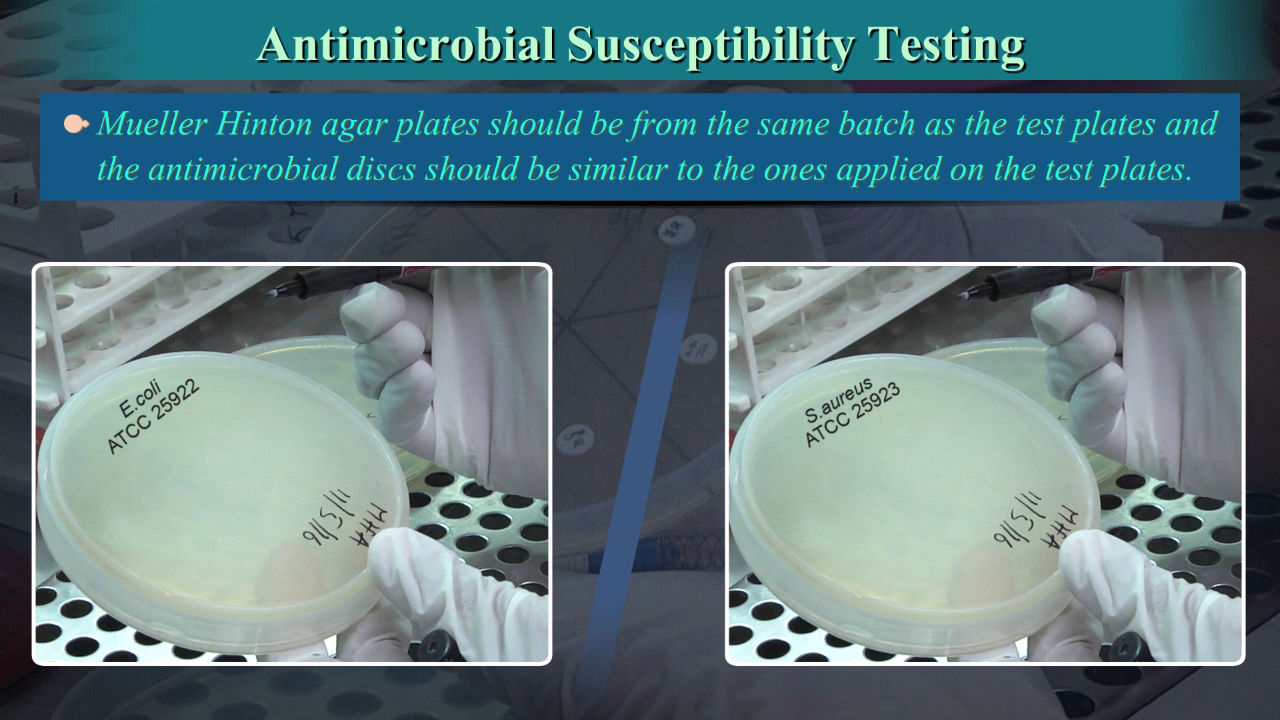 Antimicrobial Susceptibility Testing
Mueller Hinton agar plates should be from the same batch as the test plates and
the antimicrobial discs should be similar to the ones applied on the test plates.
E.coli
ATCC 25922
11/3/16
MHA
S.aureus
ATCC 25923
11/3/16
MHA